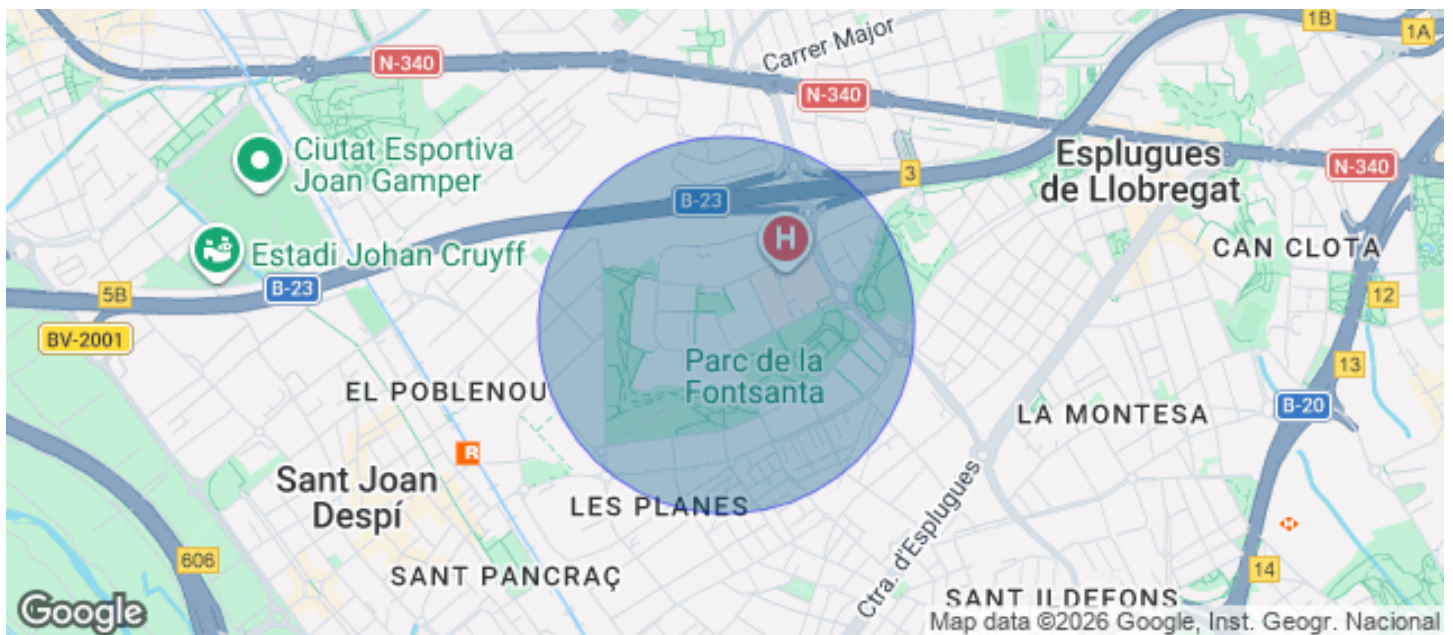 1B
1A
Carrer Major
N-340
N-340
Ciutat Esportiva
Joan Gamper
3
Esplugues
de Llobregat
N-340
B-23
H
Estadi Johan Cruyff
CAN CLOTA
B-23
5B
12
BV-2001
Parc de la
Fontsanta
13
EL POBLENOU
LA MONTESA
B-20
R
Sant Joan
Despí
LES PLANES
Ctra. d'Esplugues
606
SANT PANCRAÇ
14
SANT ILDEFONS
Google
Map data ©2026 Google, Inst. Geogr. Nacional